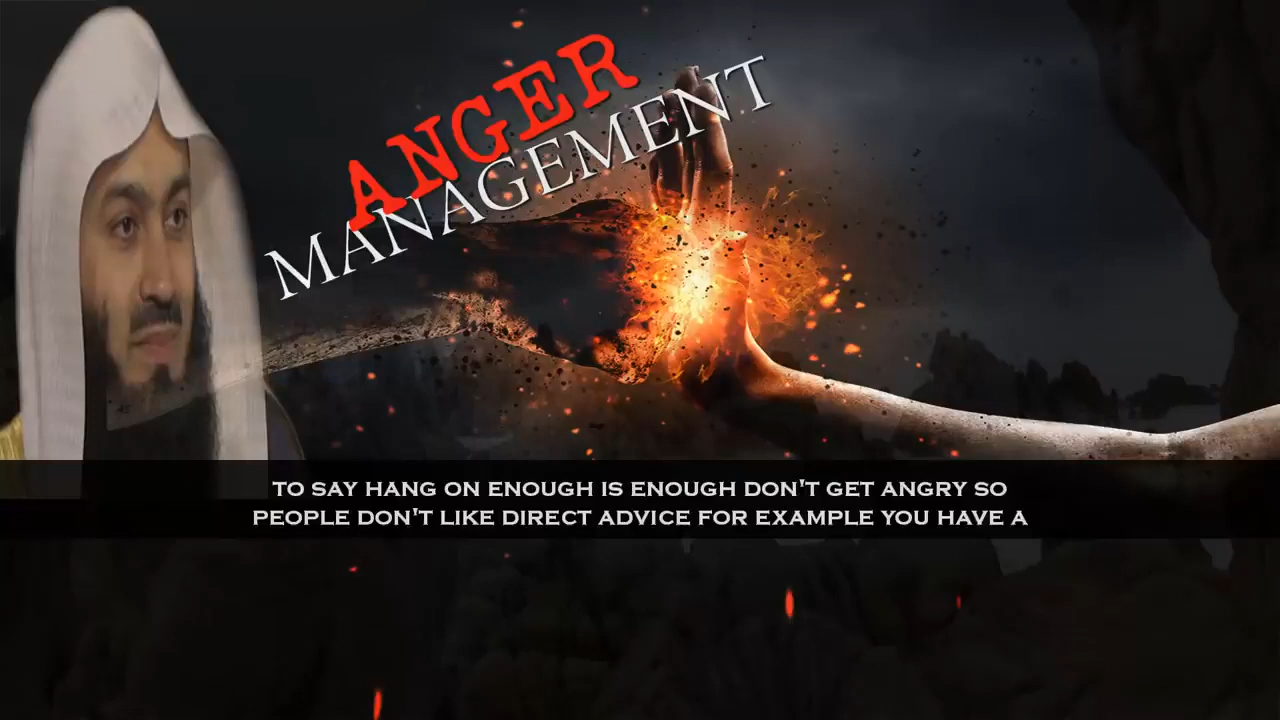 ANGER
MANAGEMENT
TO SAY HANG ON ENOUGH IS ENOUGH DON'T GET ANGRY SO
PEOPLE DON'T LIKE DIRECT ADVICE FOR EXAMPLE YOU HAVE A